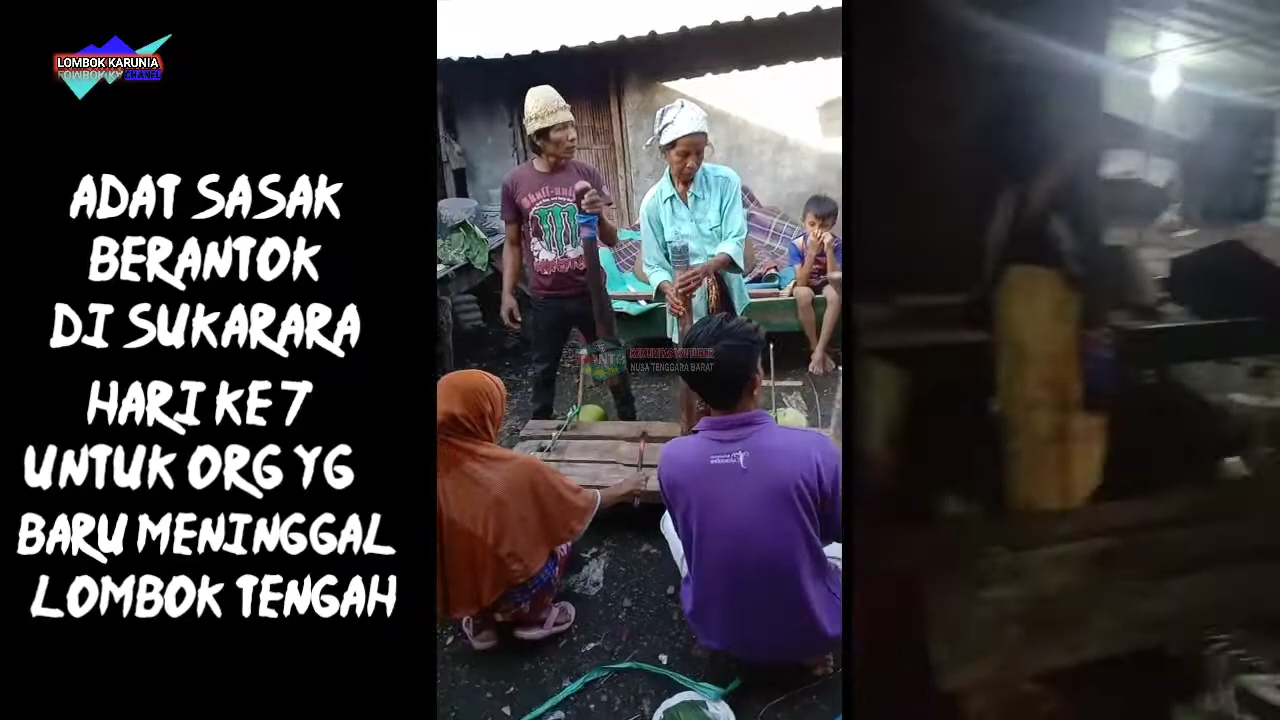 LOMBOK KARUNIA
CHANEL
ADAT SASAK
BERANTOK
DI SUKARARA
HARI KE 7
UNTUK ORG YG
BARU MENINGGAL
LOMBOK TENGAH
NUSA TENGGARA BARAT